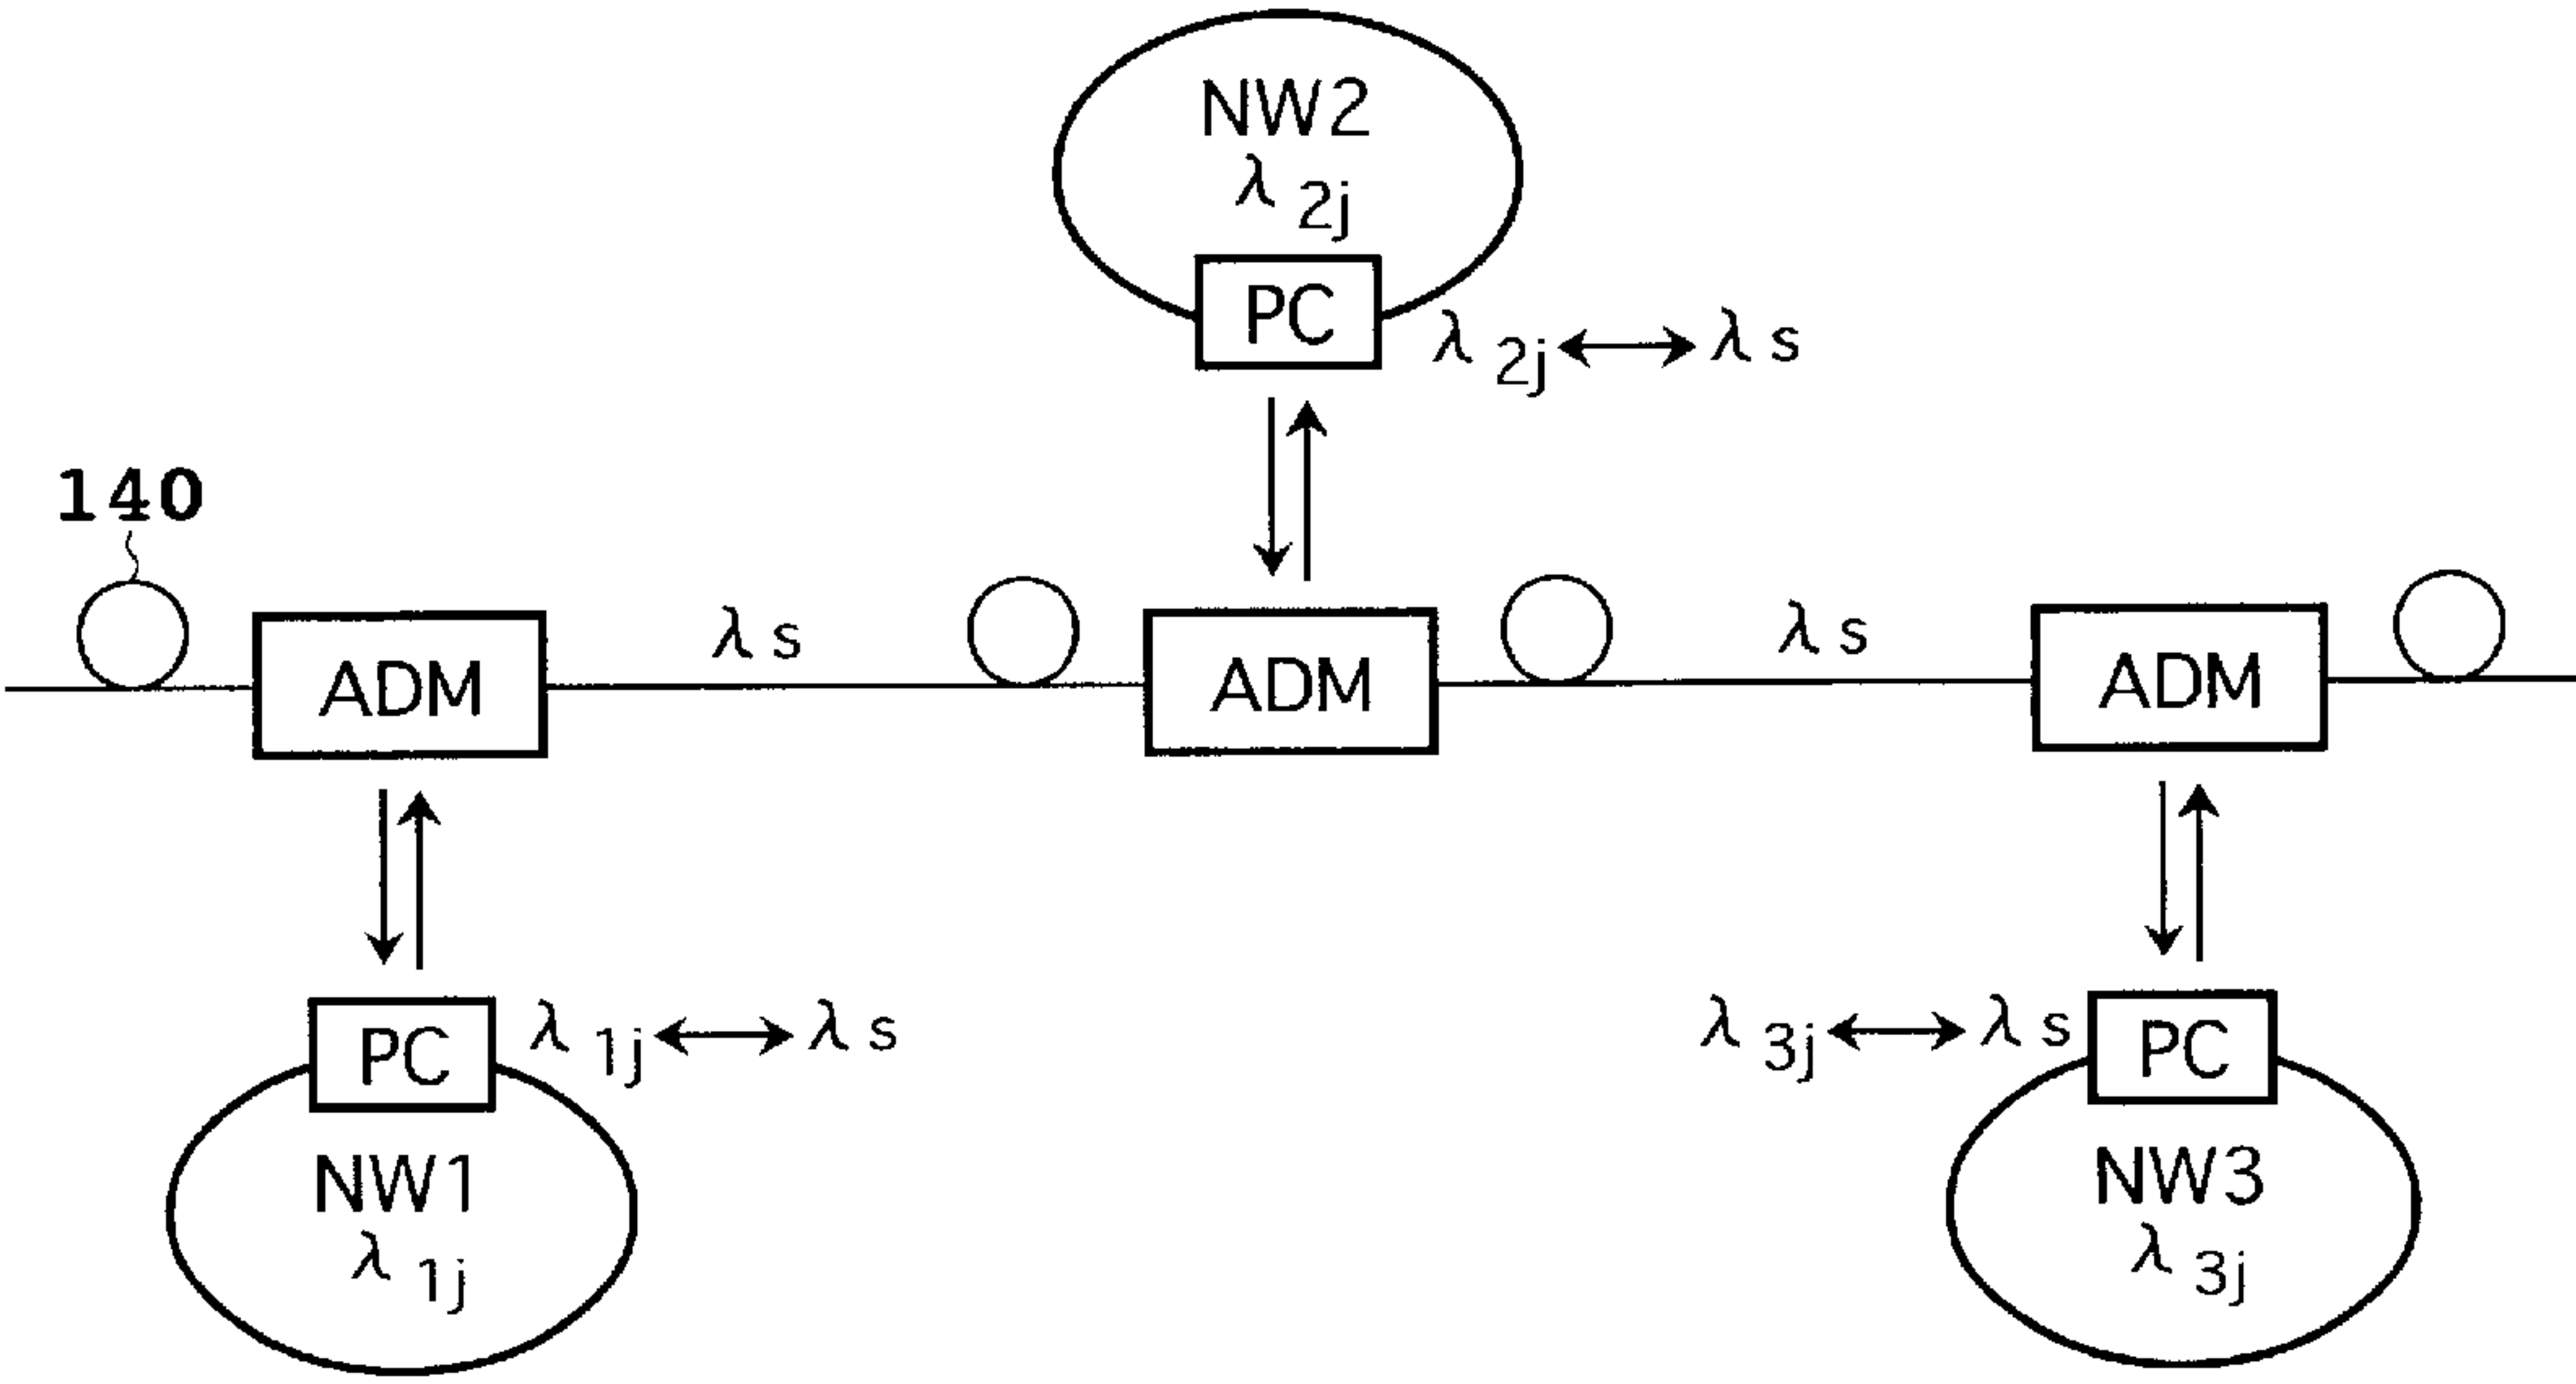 NW2
λ 2j
PC
λ 2j ↔ λ s
140
ADM
λ s
ADM
λ s
ADM
PC
λ 1j ↔ λ s
NW1
λ 1j
λ 3j ↔ λ s
PC
NW3
λ 3j